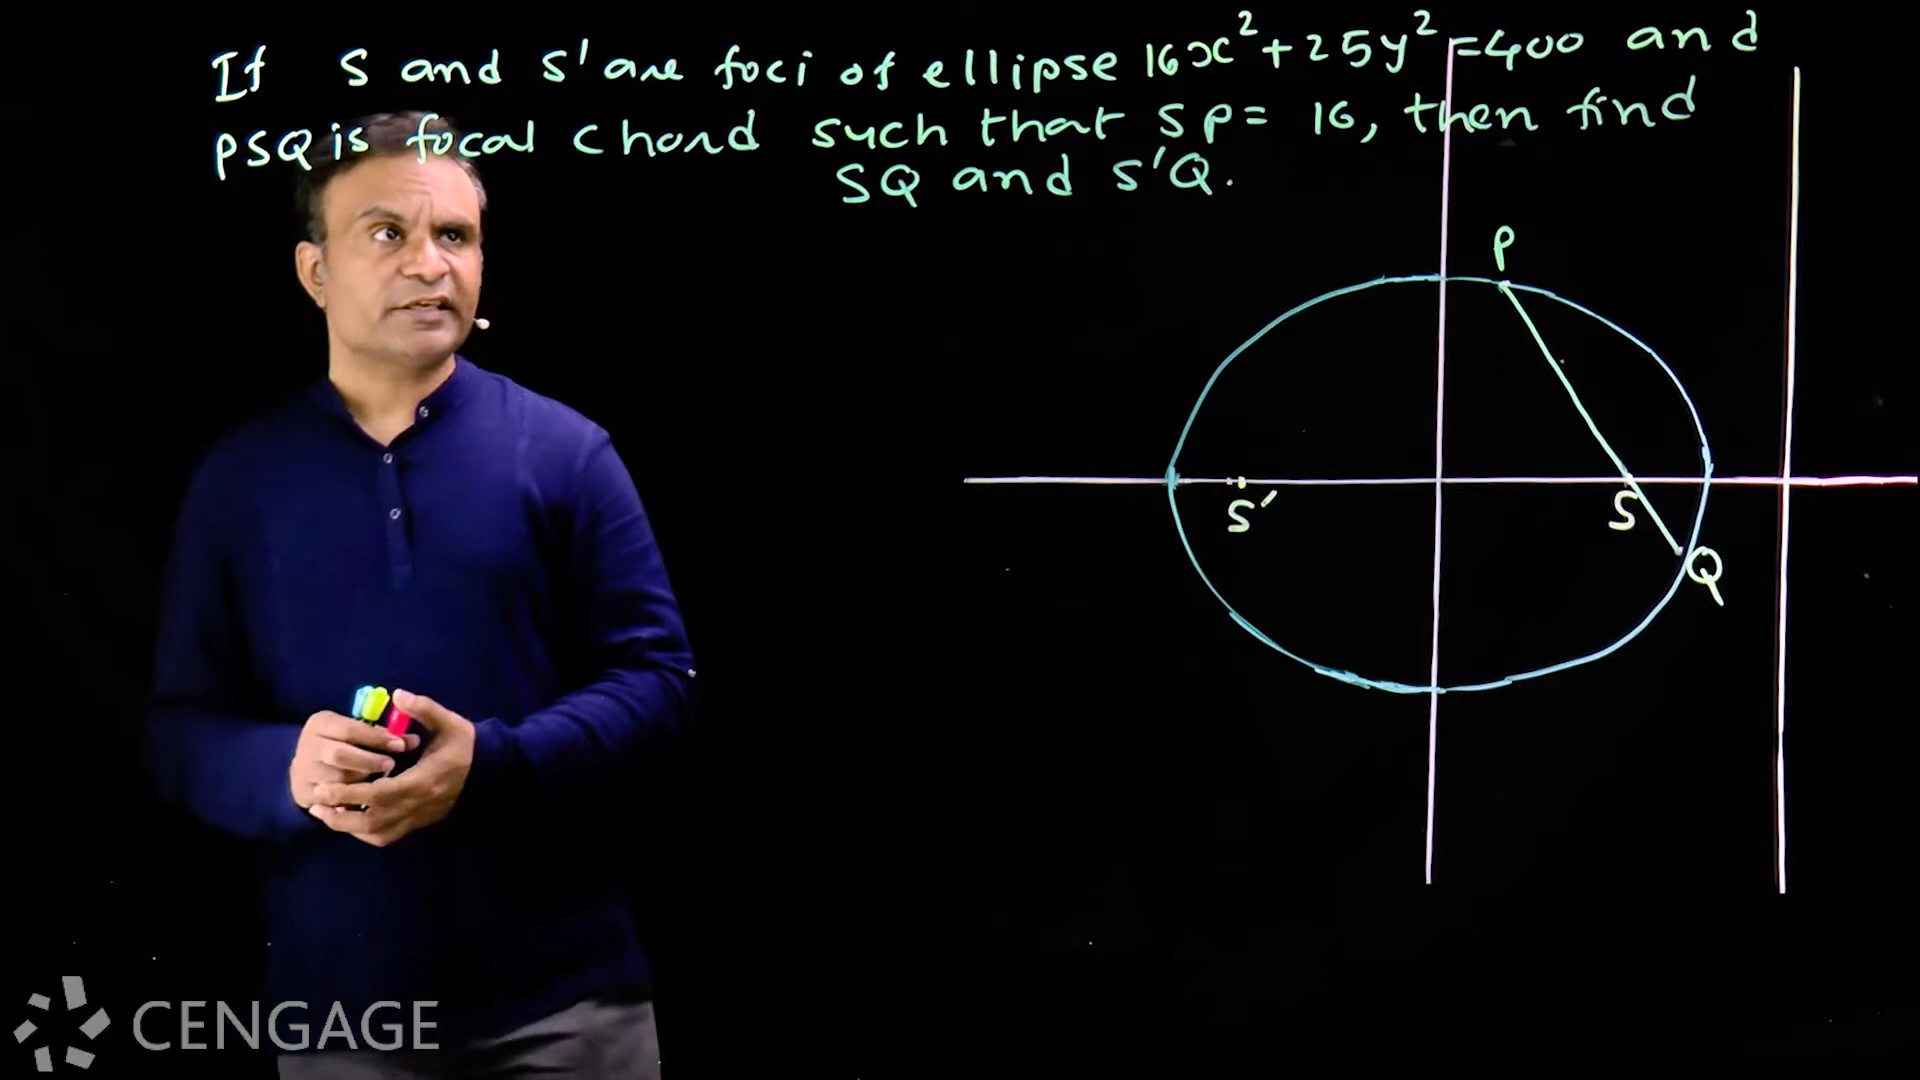 If S and S' are foci of ellipse 16x²+25y²=400 and
PSQ is focal chord such that SP= 16, then find
SQ and S'Q.
P
S'
S
Q
CENGAGE